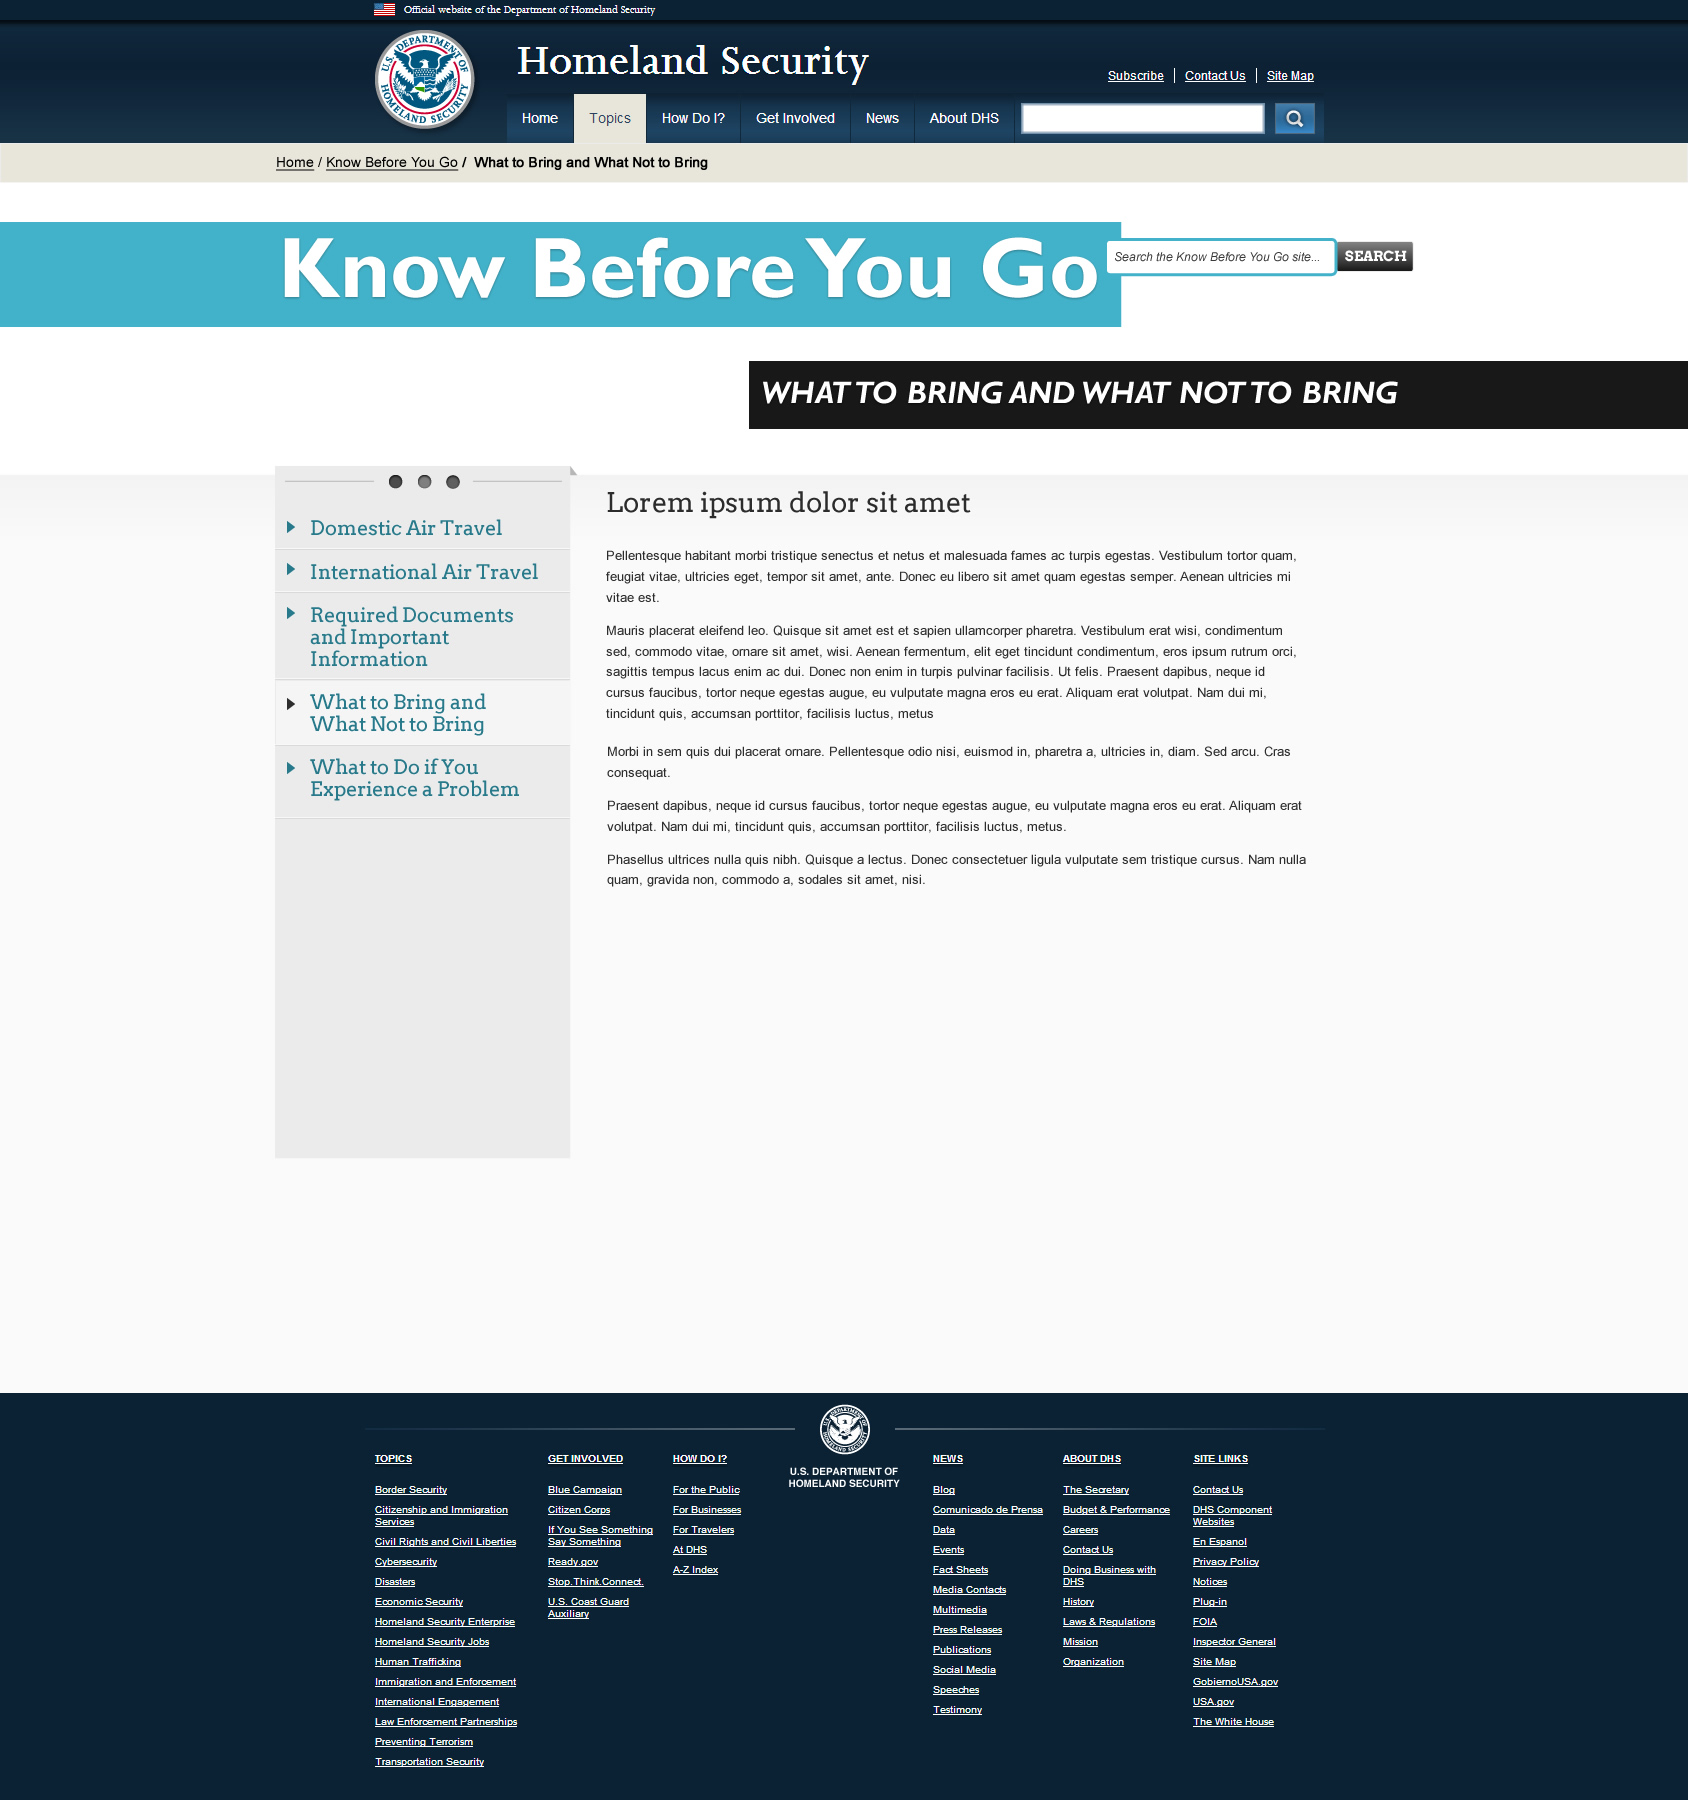 Official website of the Department of Homeland Security
U.S. DEPARTMENT OF HOMELAND SECURITY
Homeland Security
Subscribe | Contact Us | Site Map
Home Topics How Do I? Get Involved News About DHS
Home / Know Before You Go / What to Bring and What Not to Bring
Know Before You Go
Search the Know Before You Go site...
SEARCH
WHAT TO BRING AND WHAT NOT TO BRING
Domestic Air Travel
International Air Travel
Required Documents
and Important
Information
What to Bring and
What Not to Bring
What to Do if You
Experience a Problem
Lorem ipsum dolor sit amet
Pellentesque habitant morbi tristique senectus et netus et malesuada fames ac turpis egestas. Vestibulum tortor quam,
feugiat vitae, ultricies eget, tempor sit amet, ante. Donec eu libero sit amet quam egestas semper. Aenean ultricies mi
vitae est.
Mauris placerat eleifend leo. Quisque sit amet est et sapien ullamcorper pharetra. Vestibulum erat wisi, condimentum
sed, commodo vitae, ornare sit amet, wisi. Aenean fermentum, elit eget tincidunt condimentum, eros ipsum rutrum orci,
sagittis tempus lacus enim ac dui. Donec non enim in turpis pulvinar facilisis. Ut felis. Praesent dapibus, neque id
cursus faucibus, tortor neque egestas augue, eu vulputate magna eros eu erat. Aliquam erat volutpat. Nam dui mi,
tincidunt quis, accumsan porttitor, facilisis luctus, metus
Morbi in sem quis dui placerat ornare. Pellentesque odio nisi, euismod in, pharetra a, ultricies in, diam. Sed arcu. Cras
consequat.
Praesent dapibus, neque id cursus faucibus, tortor neque egestas augue, eu vulputate magna eros eu erat. Aliquam erat
volutpat. Nam dui mi, tincidunt quis, accumsan porttitor, facilisis luctus, metus.
Phasellus ultrices nulla quis nibh. Quisque a lectus. Donec consectetuer ligula vulputate sem tristique cursus. Nam nulla
quam, gravida non, commodo a, sodales sit amet, nisi.
TOPICS
Border Security
Citizenship and Immigration
Services
Civil Rights and Civil Liberties
Cybersecurity
Disasters
Economic Security
Homeland Security Enterprise
Homeland Security Jobs
Human Trafficking
Immigration and Enforcement
International Engagement
Law Enforcement Partnerships
Preventing Terrorism
Transportation Security
GET INVOLVED
Blue Campaign
Citizen Corps
If You See Something
Say Something
Ready.gov
Stop.Think.Connect.
U.S. Coast Guard
Auxiliary
HOW DO I?
For the Public
For Businesses
For Travelers
At DHS
A-Z Index
U.S. DEPARTMENT OF HOMELAND SECURITY
U.S. DEPARTMENT OF
HOMELAND SECURITY
NEWS
Blog
Comunicado de Prensa
Data
Events
Fact Sheets
Media Contacts
Multimedia
Press Releases
Publications
Social Media
Speeches
Testimony
ABOUT DHS
The Secretary
Budget & Performance
Careers
Contact Us
Doing Business with
DHS
History
Laws & Regulations
Mission
Organization
SITE LINKS
Contact Us
DHS Component
Websites
En Espanol
Privacy Policy
Notices
Plug-in
FOIA
Inspector General
Site Map
GobiernoUSA.gov
USA.gov
The White House